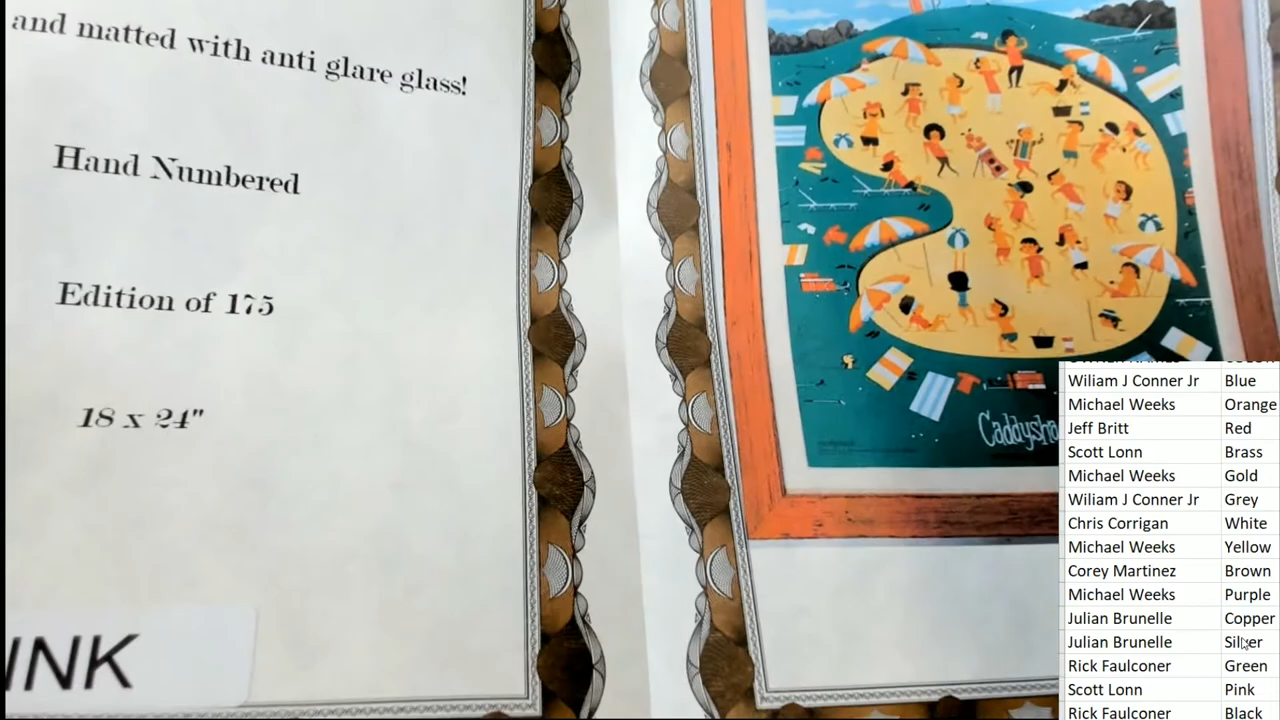 and matted with anti glare glass!
Hand Numbered
Edition of 175
18 x 24"
INK
Caddysha
Wiliam J Conner Jr Blue
Michael Weeks Orange
Jeff Britt Red
Scott Lonn Brass
Michael Weeks Gold
Wiliam J Conner Jr Grey
Chris Corrigan White
Michael Weeks Yellow
Corey Martinez Brown
Michael Weeks Purple
Julian Brunelle Copper
Julian Brunelle Silver
Rick Faulconer Green
Scott Lonn Pink
Rick Faulconer Black